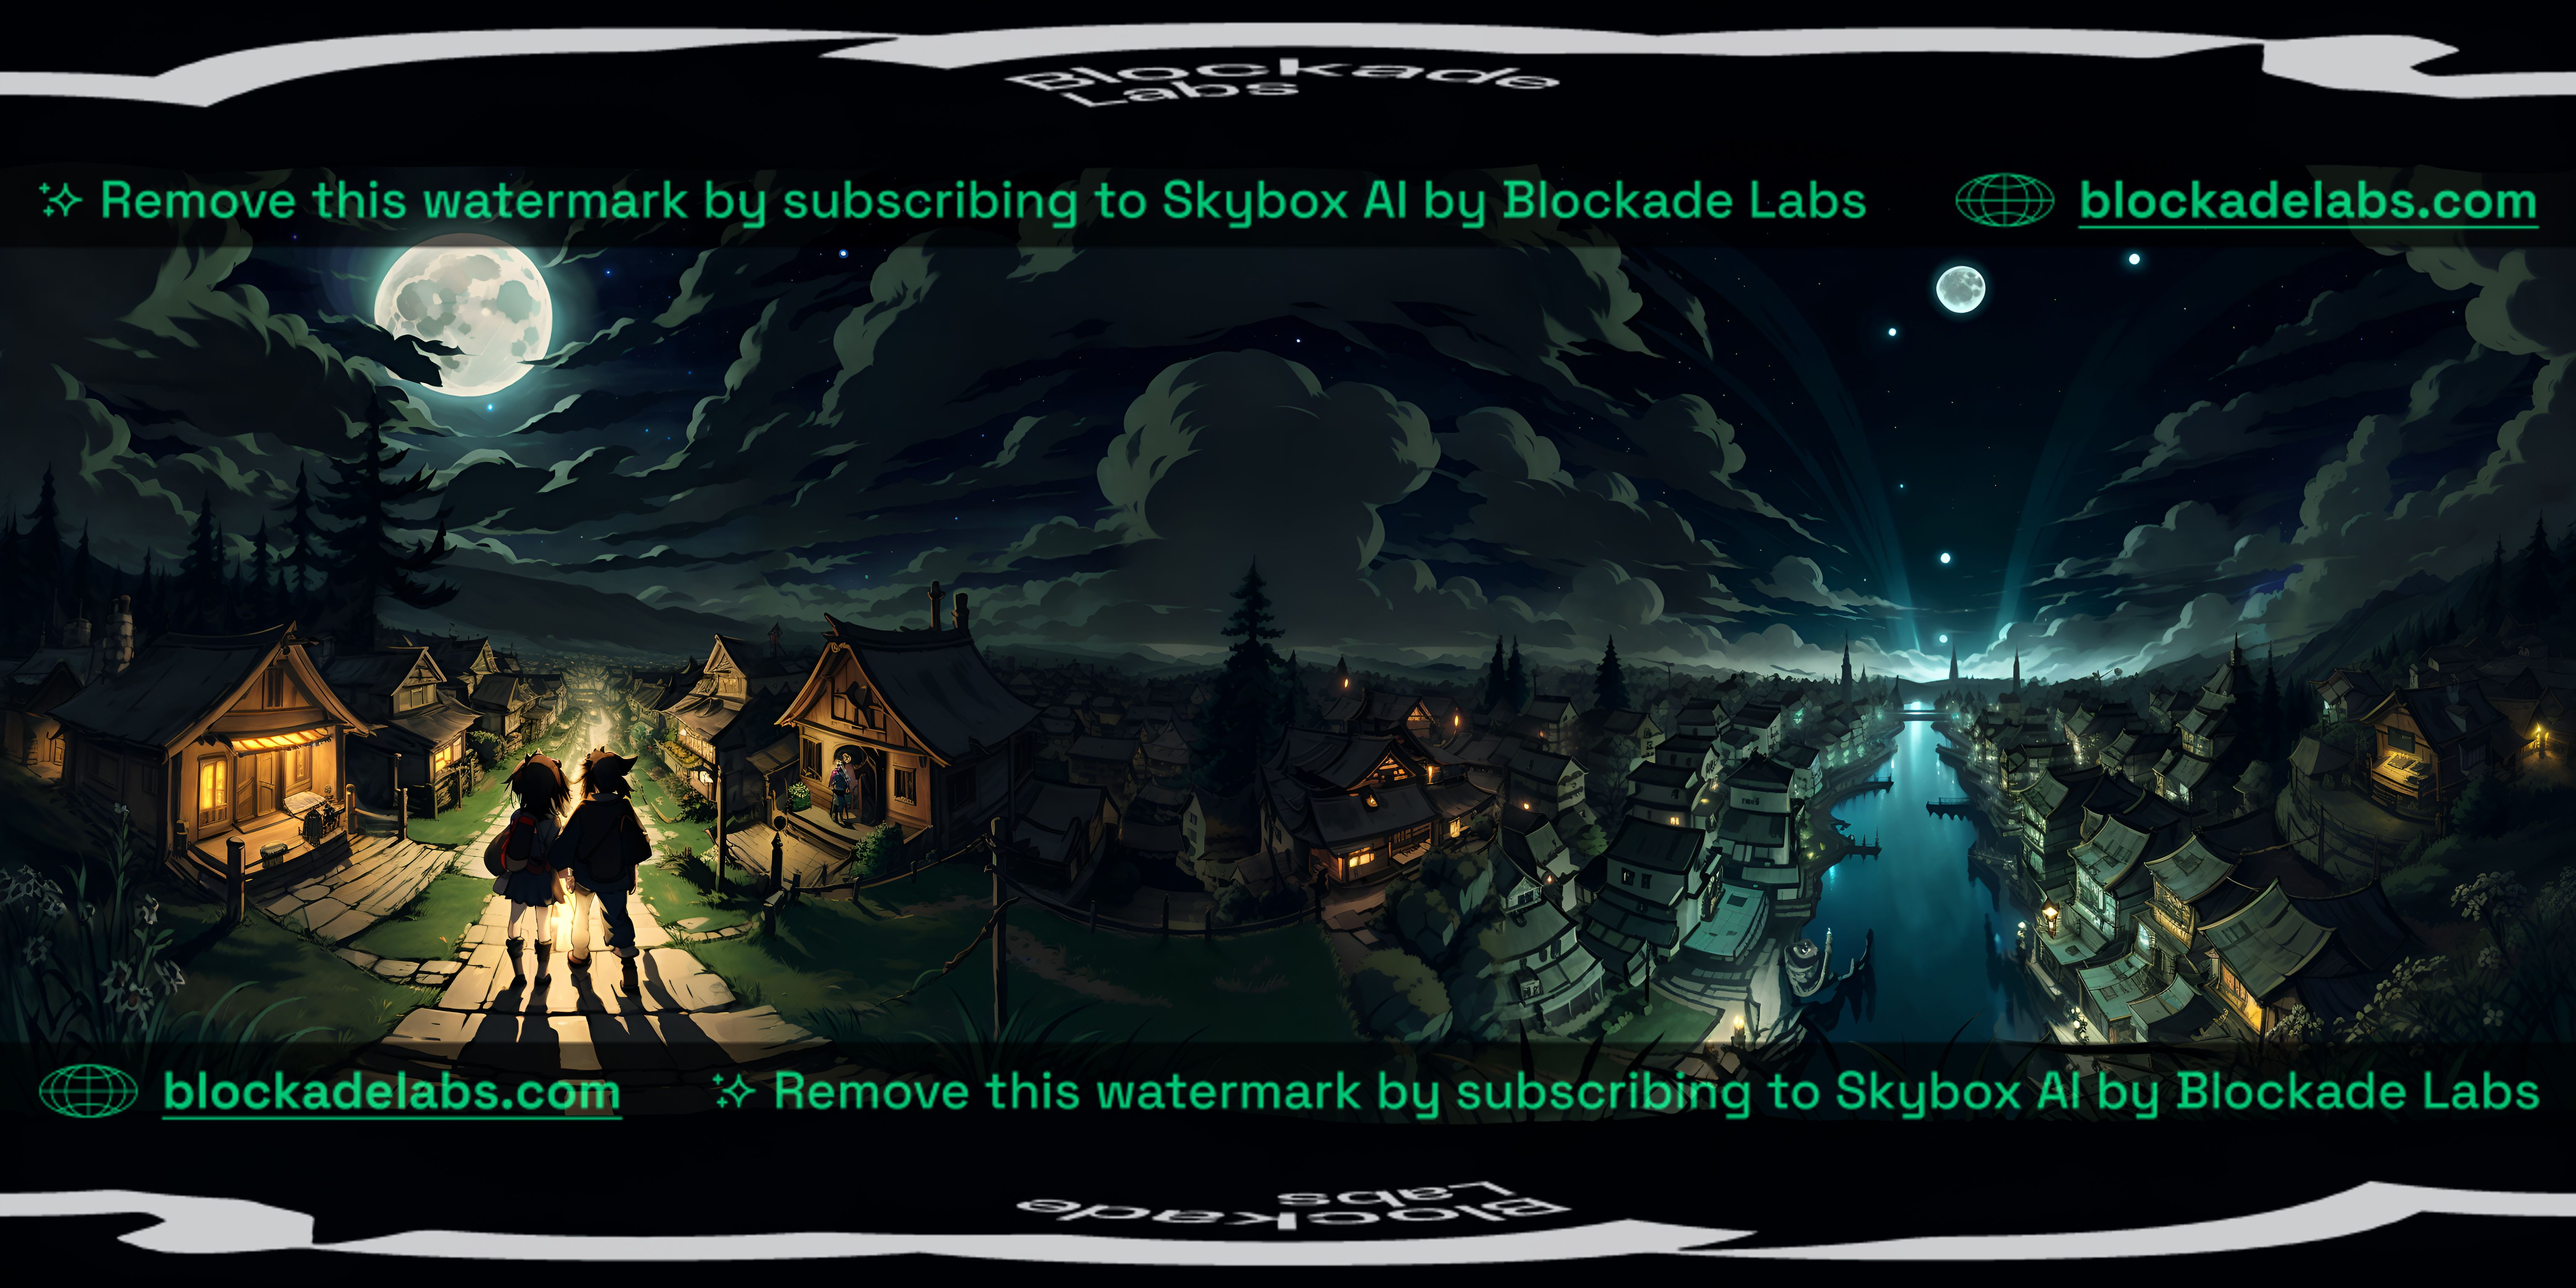 Blockade
Labs
Remove this watermark by subscribing to Skybox AI by Blockade Labs
blockadelabs.com
blockadelabs.com
Remove this watermark by subscribing to Skybox AI by Blockade Labs
Blockade
Labs